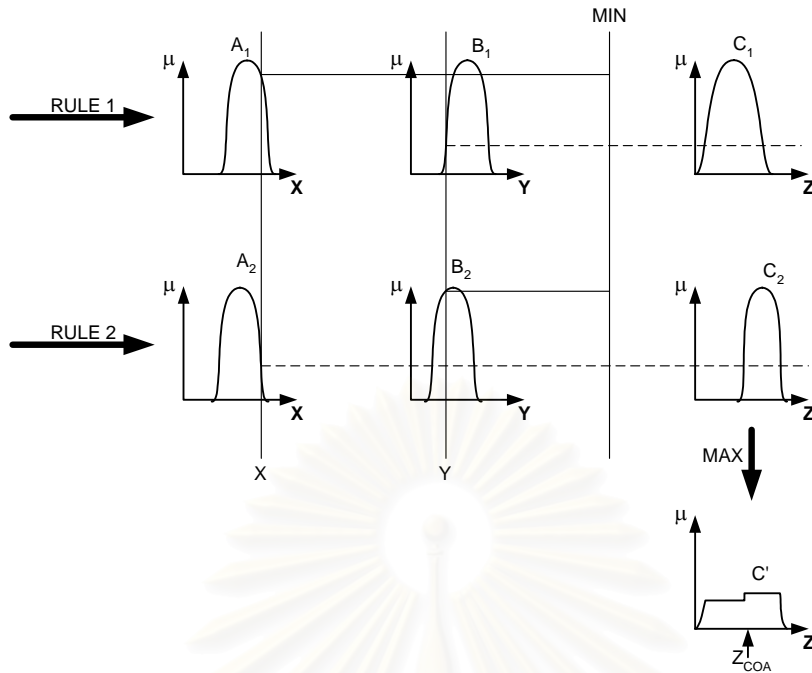 MIN
A1
B1
C1
μ
μ
μ
RULE 1
X
Y
Z
A2
B2
C2
μ
μ
μ
RULE 2
X
Y
Z
X
Y
MAX
μ
C'
Z
ZCOA